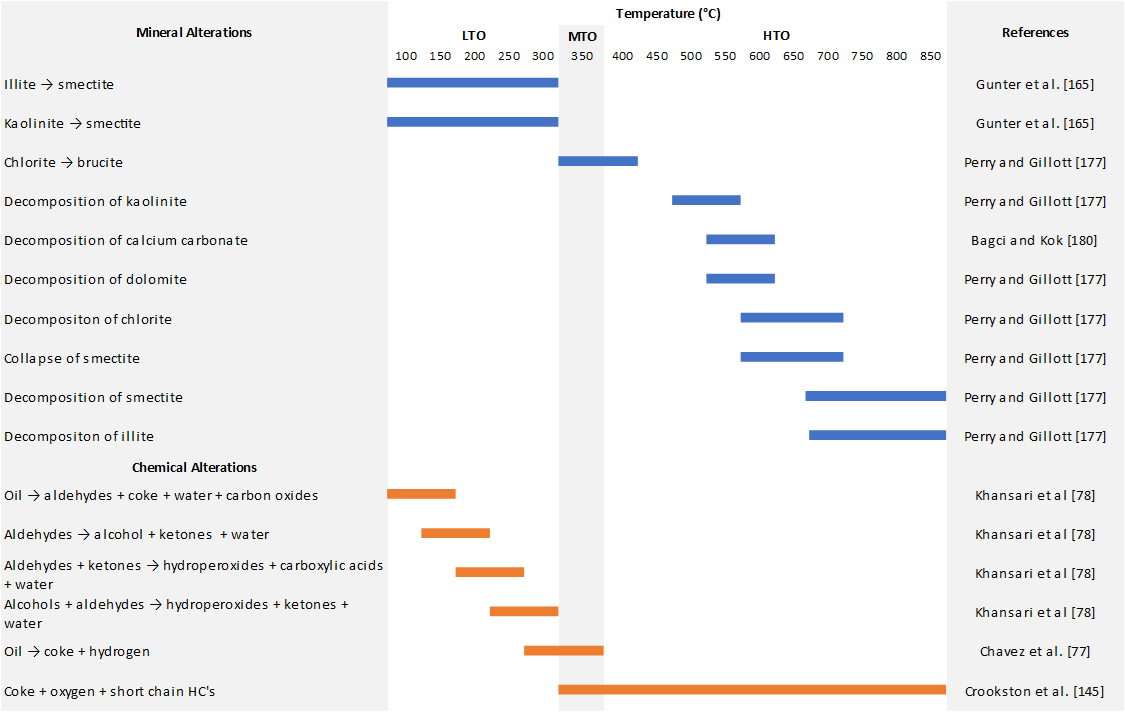 Temperature (°C)
Mineral Alterations LTO MTO HTO References
100 150 200 250 300 350 400 450 500 550 600 650 700 750 800 850
Illite → smectite Gunter et al. [165]
Kaolinite → smectite Gunter et al. [165]
Chlorite → brucite Perry and Gillott [177]
Decomposition of kaolinite Perry and Gillott [177]
Decomposition of calcium carbonate Bagci and Kok [180]
Decomposition of dolomite Perry and Gillott [177]
Decompositon of chlorite Perry and Gillott [177]
Collapse of smectite Perry and Gillott [177]
Decomposition of smectite Perry and Gillott [177]
Decompositon of illite Perry and Gillott [177]
Chemical Alterations
Oil → aldehydes + coke + water + carbon oxides Khansari et al [78]
Aldehydes → alcohol + ketones + water Khansari et al [78]
Aldehydes + ketones → hydroperoxides + carboxylic acids
+ water Khansari et al [78]
Alcohols + aldehydes → hydroperoxides + ketones +
water Khansari et al [78]
Oil → coke + hydrogen Chavez et al. [77]
Coke + oxygen + short chain HC's Crookston et al. [145]